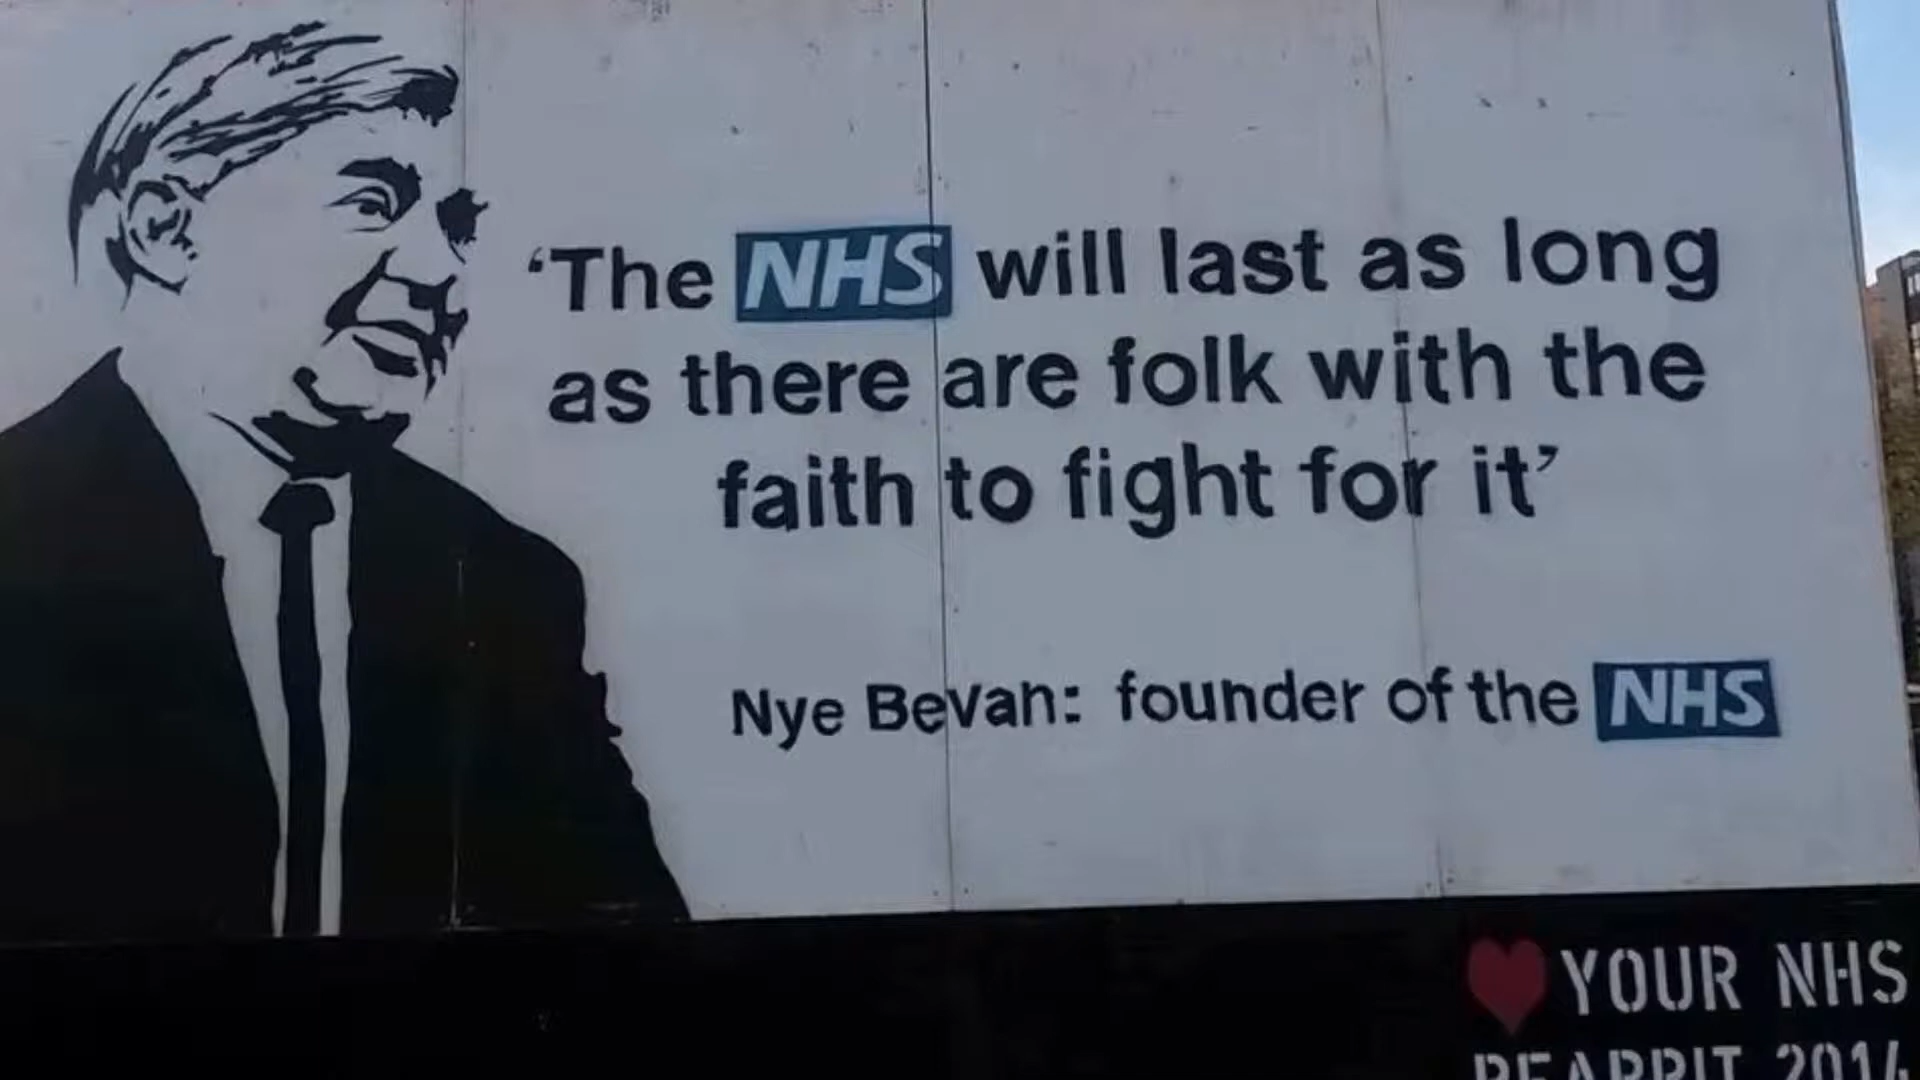 ‘The NHS will last as long
as there are folk with the
faith to fight for it’
Nye Bevan: founder of the NHS
YOUR NHS
2014